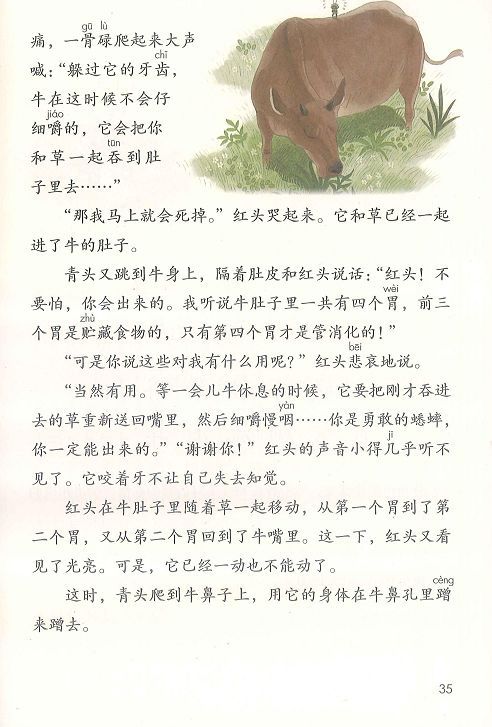 gū lù
痛，一骨碌爬起来大声
chǐ
喊：“躲过它的牙齿，
牛在这时候不会仔
jiáo
细嚼的，它会把你
tūn
和草一起吞到肚
子里去……”
“那我马上就会死掉。”红头哭起来。它和草已经一起
进了牛的肚子。
青头又跳到牛身上，隔着肚皮和红头说话：“红头！不
wèi
要怕，你会出来的。我听说牛肚子里一共有四个胃，前三
zhù
个胃是贮藏食物的，只有第四个胃才是管消化的！”
bēi
“可是你说这些对我有什么用呢？”红头悲哀地说。
“当然有用。等一会儿牛休息的时候，它要把刚才吞进
yàn
去的草重新送回嘴里，然后细嚼慢咽……你是勇敢的蟋蟀，
jī
你一定能出来的。”“谢谢你！”红头的声音小得几乎听不
见了。它咬着牙不让自己失去知觉。
红头在牛肚子里随着草一起移动，从第一个胃到了第
二个胃，又从第二个胃回到了牛嘴里。这一下，红头又看
见了光亮。可是，它已经一动也不能动了。
cèng
这时，青头爬到牛鼻子上，用它的身体在牛鼻孔里蹭
来蹭去。
35